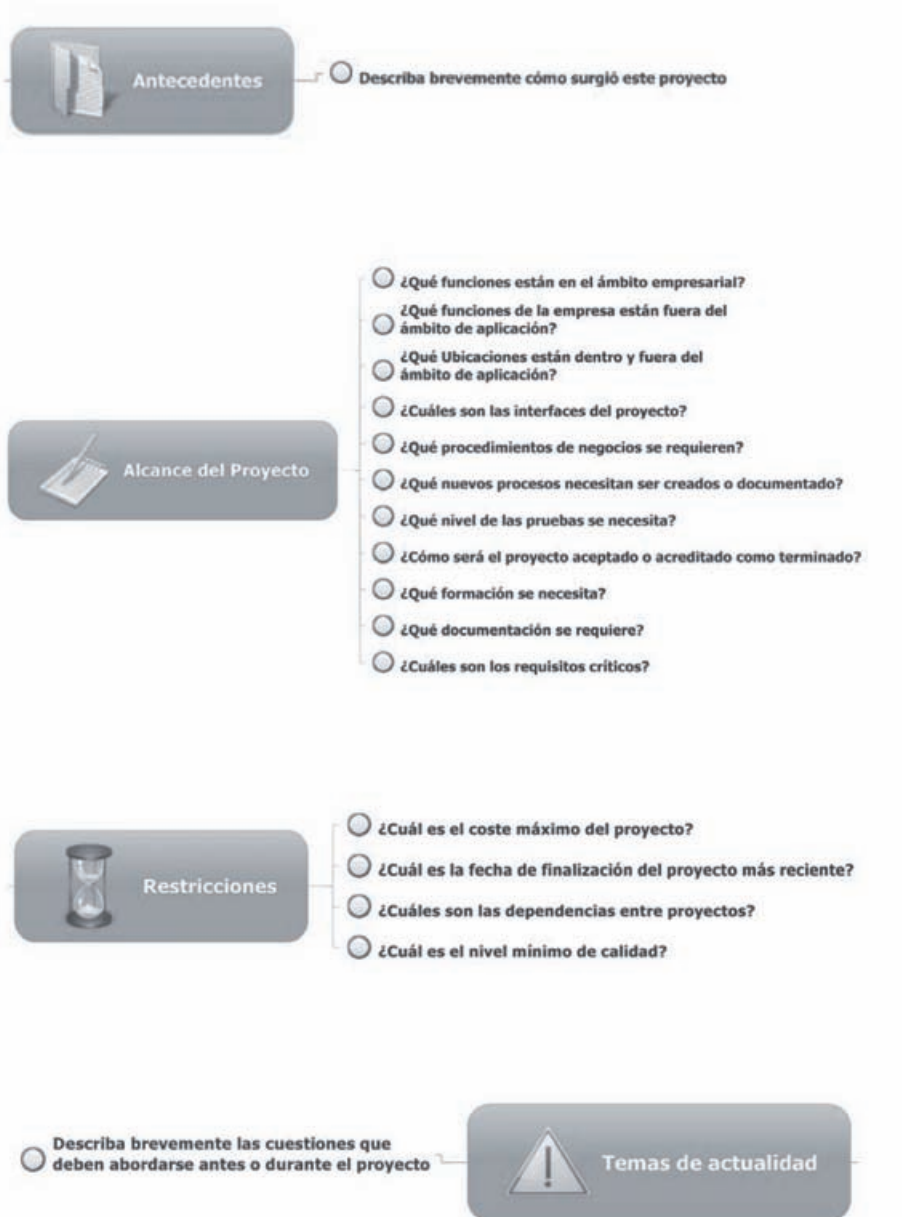 Antecedentes
Describa brevemente cómo surgió este proyecto
¿Qué funciones están en el ámbito empresarial?
¿Qué funciones de la empresa están fuera del
ámbito de aplicación?
¿Qué Ubicaciones están dentro y fuera del
ámbito de aplicación?
¿Cuáles son las interfaces del proyecto?
¿Qué procedimientos de negocios se requieren?
Alcance del Proyecto
¿Qué nuevos procesos necesitan ser creados o documentado?
¿Qué nivel de las pruebas se necesita?
¿Cómo será el proyecto aceptado o acreditado como terminado?
¿Qué formación se necesita?
¿Qué documentación se requiere?
¿Cuáles son los requisitos críticos?
¿Cuál es el coste máximo del proyecto?
¿Cuál es la fecha de finalización del proyecto más reciente?
Restricciones
¿Cuáles son las dependencias entre proyectos?
¿Cuál es el nivel mínimo de calidad?
Describa brevemente las cuestiones que
deben abordarse antes o durante el proyecto
Temas de actualidad